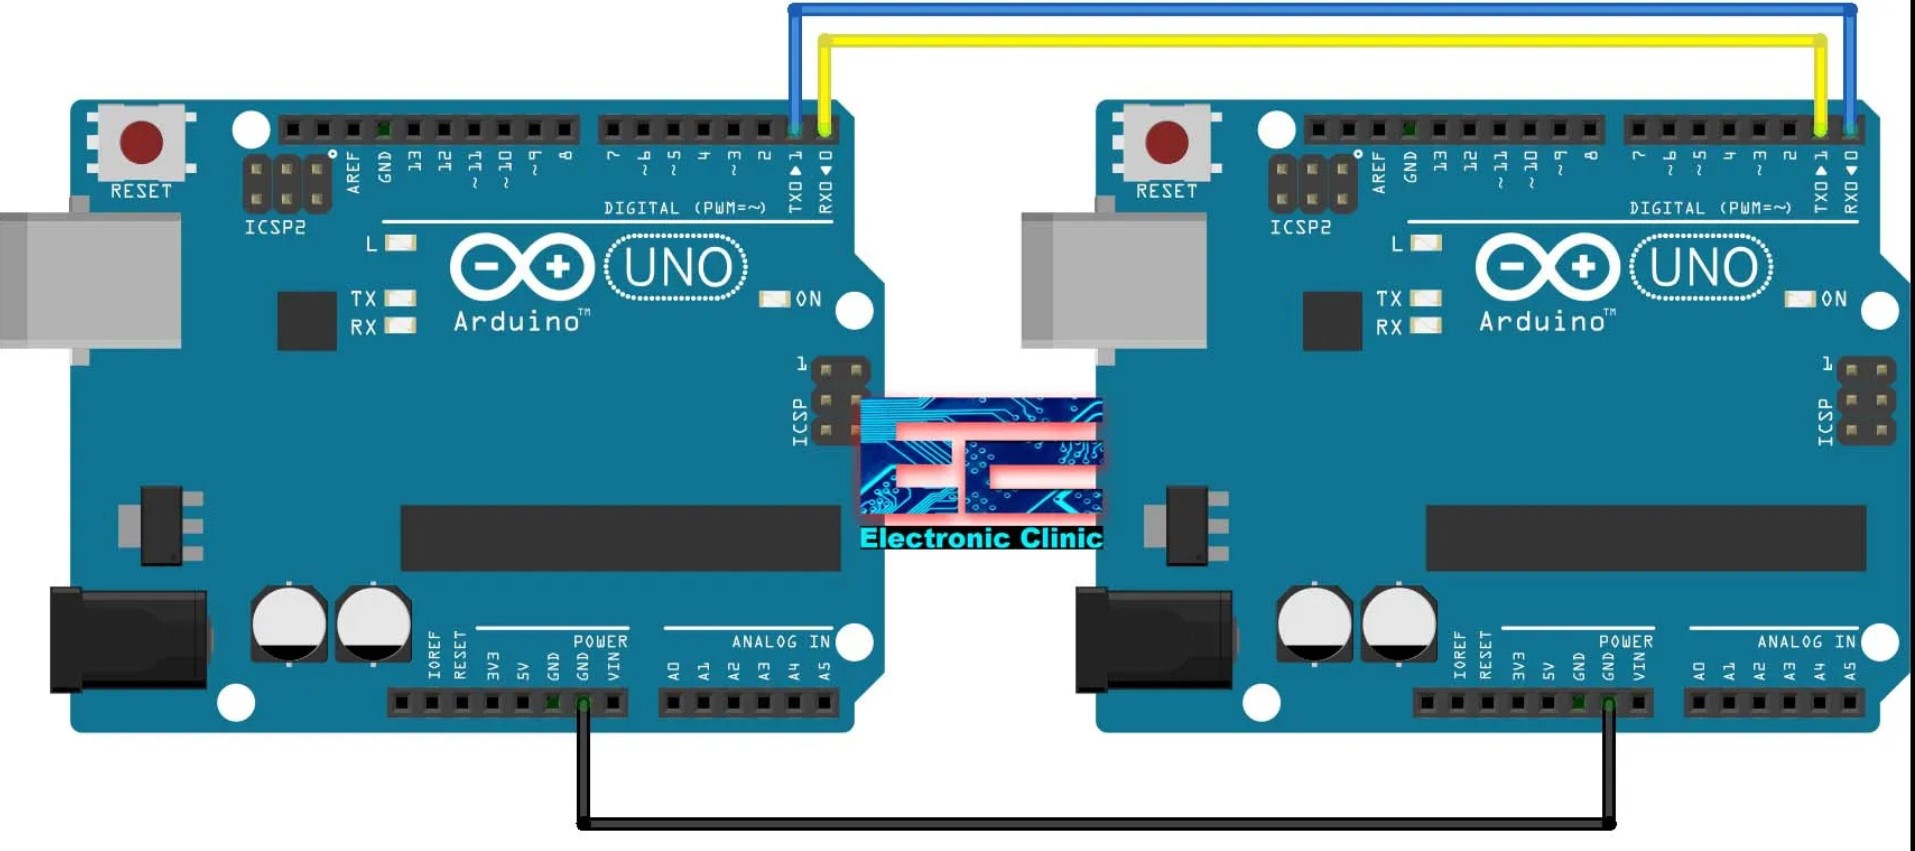 RESET
ICSP2
AREF
GND
13
12
~11
~10
~9
8
7
~6
~5
4
~3
2
TX0▶1
RX0◀0
DIGITAL (PWM=~)
L
TX
RX
UNO
Arduino™
ON
1
ICSP
IOREF
RESET
3V3
5V
GND
GND
VIN
POWER
ANALOG IN
A0
A1
A2
A3
A4
A5
Electronic Clinic
RESET
ICSP2
AREF
GND
13
12
~11
~10
~9
8
7
~6
~5
4
~3
2
TX0▶1
RX0◀0
DIGITAL (PWM=~)
L
TX
RX
UNO
Arduino™
ON
1
ICSP
IOREF
RESET
3V3
5V
GND
GND
VIN
POWER
ANALOG IN
A0
A1
A2
A3
A4
A5